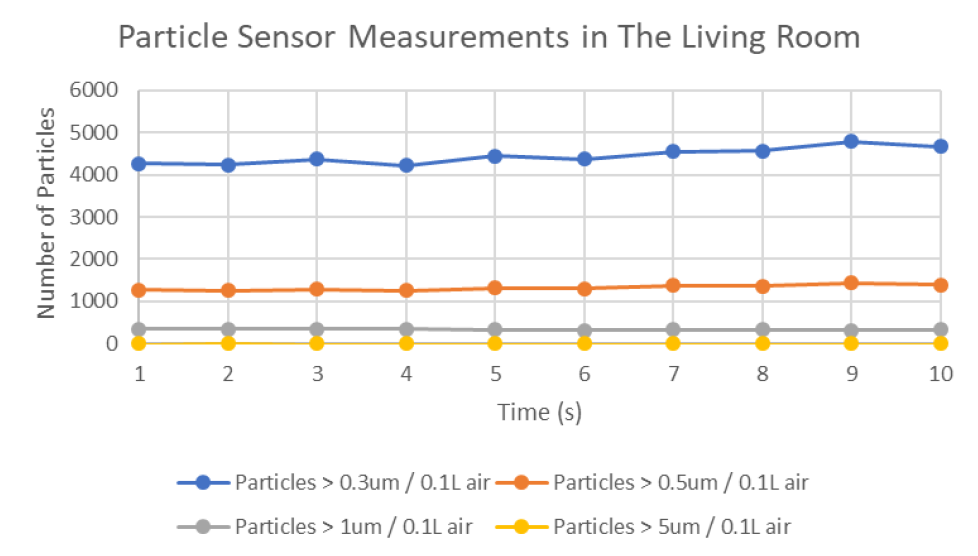 Particle Sensor Measurements in The Living Room
Number of Particles
6000
5000
4000
3000
2000
1000
0
1 2 3 4 5 6 7 8 9 10
Time (s)
Particles > 0.3um / 0.1L air Particles > 0.5um / 0.1L air
Particles > 1um / 0.1L air Particles > 5um / 0.1L air